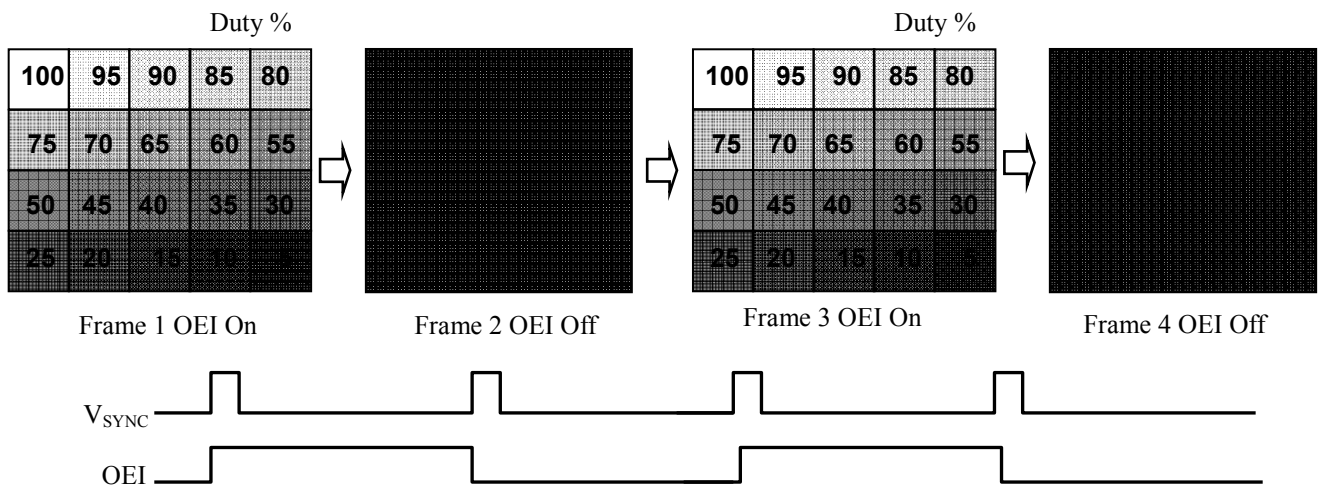 Duty %
Duty %
100 95 90 85 80
75 70 65 60 55
50 45 40 35 30
25 20 15 10
100 95 90 85 80
75 70 65 60 55
50 45 40 35 30
25 20 15 10
Frame 1 OEI On
Frame 2 OEI Off
Frame 3 OEI On
Frame 4 OEI Off
VSYNC
OEI